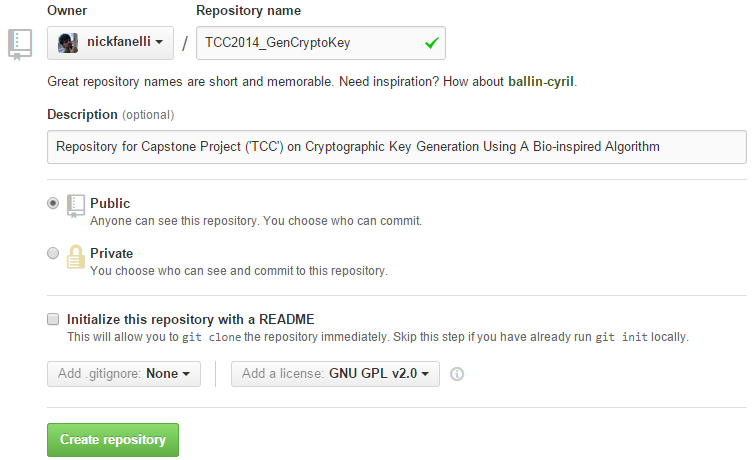 Owner Repository name
nickfanelli / TCC2014_GenCryptoKey
Great repository names are short and memorable. Need inspiration? How about ballin-cyril.
Description (optional)
Repository for Capstone Project ('TCC') on Cryptographic Key Generation Using A Bio-inspired Algorithm
Public
Anyone can see this repository. You choose who can commit.
Private
You choose who can see and commit to this repository.
Initialize this repository with a README
This will allow you to git clone the repository immediately. Skip this step if you have already run git init locally.
Add .gitignore: None Add a license: GNU GPL v2.0
Create repository